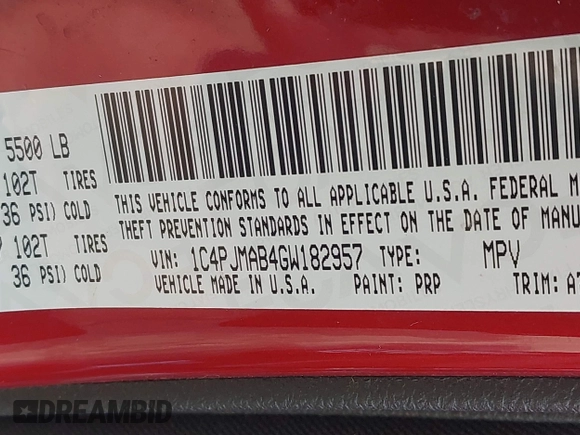 5500 LB
102T TIRES
36 PSI) COLD
102T TIRES
36 PSI) COLD
THIS VEHICLE CONFORMS TO ALL APPLICABLE U.S.A. FEDERAL M
THEFT PREVENTION STANDARDS IN EFFECT ON THE DATE OF MANU
VIN: 1C4PJMAB4GW182957 TYPE: MPV
VEHICLE MADE IN U.S.A. PAINT: PRP TRIM: A
DREAMBID